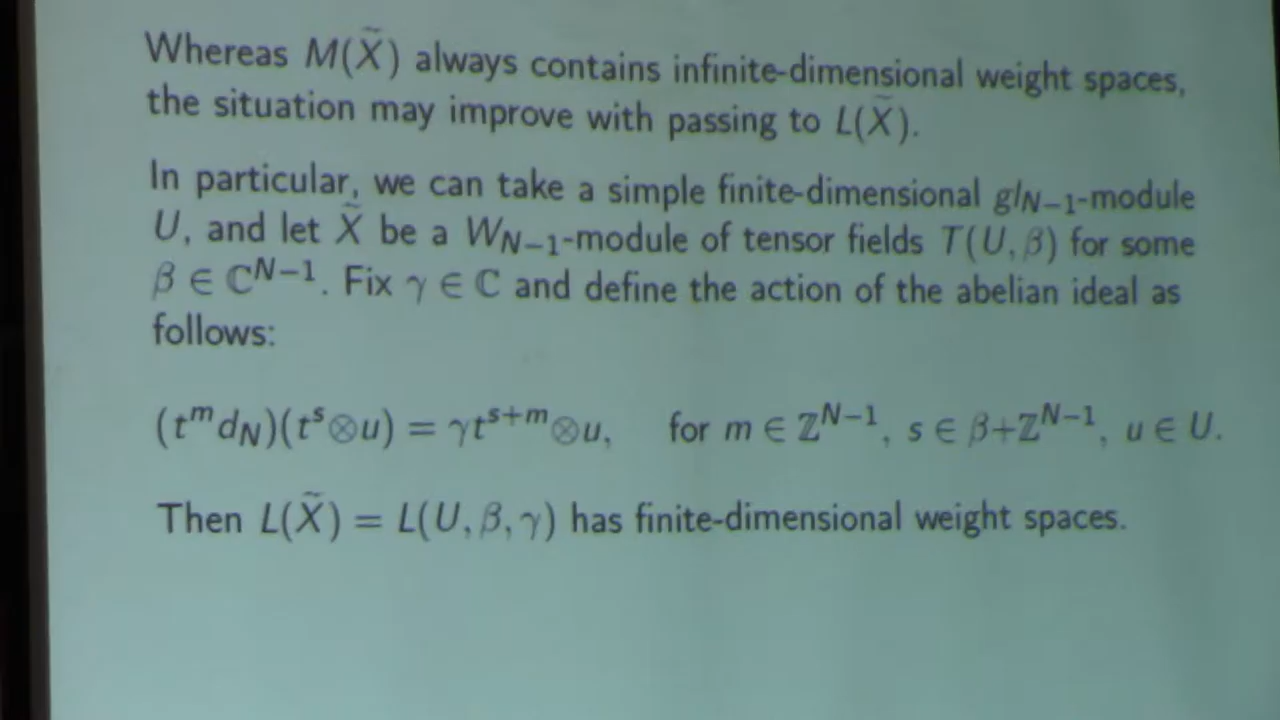 Whereas M(X̃) always contains infinite-dimensional weight spaces,
the situation may improve with passing to L(X̃).
In particular, we can take a simple finite-dimensional gl_{N−1}-module
U, and let X̃ be a W_{N−1}-module of tensor fields T(U, β) for some
β ∈ ℂ^{N−1}. Fix γ ∈ ℂ and define the action of the abelian ideal as
follows:
(t^m d_N)(t^s⊗u) = γt^{s+m}⊗u, for m ∈ ℤ^{N−1}, s ∈ β+ℤ^{N−1}, u ∈ U.
Then L(X̃) = L(U, β, γ) has finite-dimensional weight spaces.